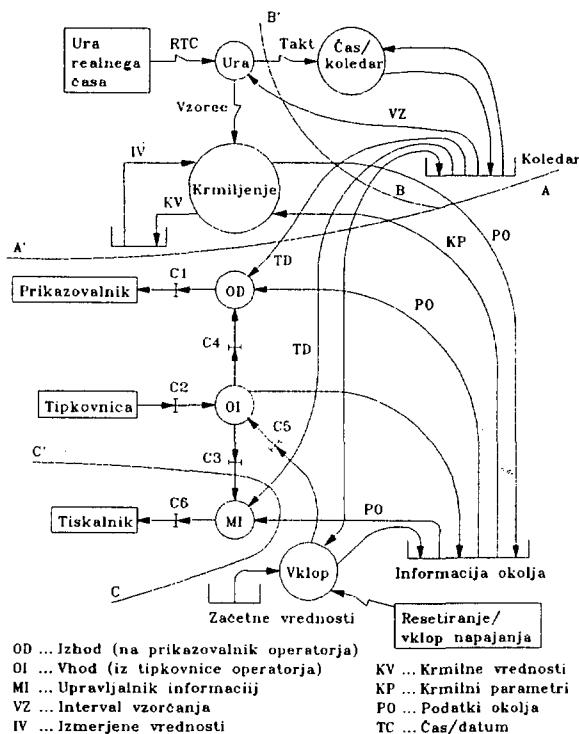 B'
Ura
realnega
časa
RTC
Ura
Takt
Čas/
koledar
Vzorec
VZ
IV
Krmiljenje
Koledar
KV
B
A
A'
KP
PO
TD
C1
Prikazovalnik
OD
PO
C4
TD
C2
Tipkovnica
OI
C5
C'
C3
C6
PO
Tiskalnik
MI
C
Vklop
Informacija okolja
Začetne vrednosti
Resetiranje/
vklop napajanja
OD ... Izhod (na prikazovalnik operatorja)
OI ... Vhod (iz tipkovnice operatorja)
MI ... Upravljalnik informacij
VZ ... Interval vzorčanja
IV ... Izmerjene vrednosti
KV ... Krmilne vrednosti
KP ... Krmilni parametri
PO ... Podatki okolja
TC ... Čas/datum